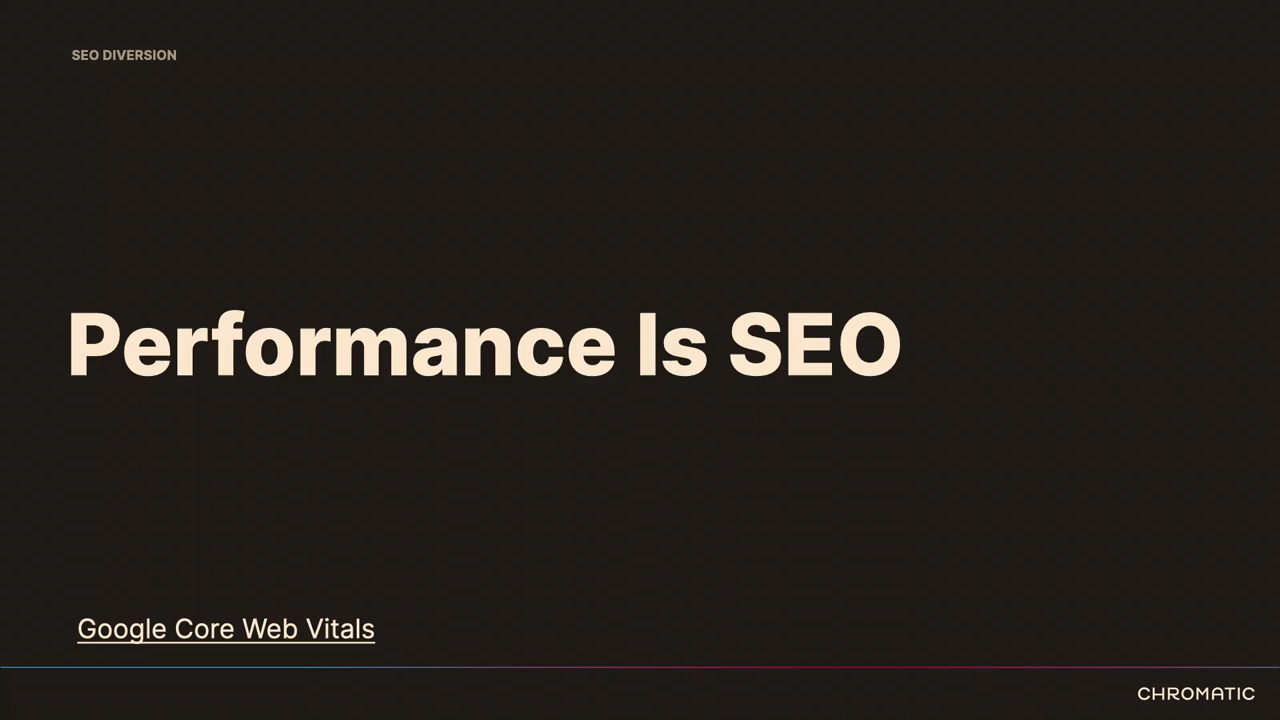 SEO DIVERSION
Performance Is SEO
Google Core Web Vitals
CHROMATIC